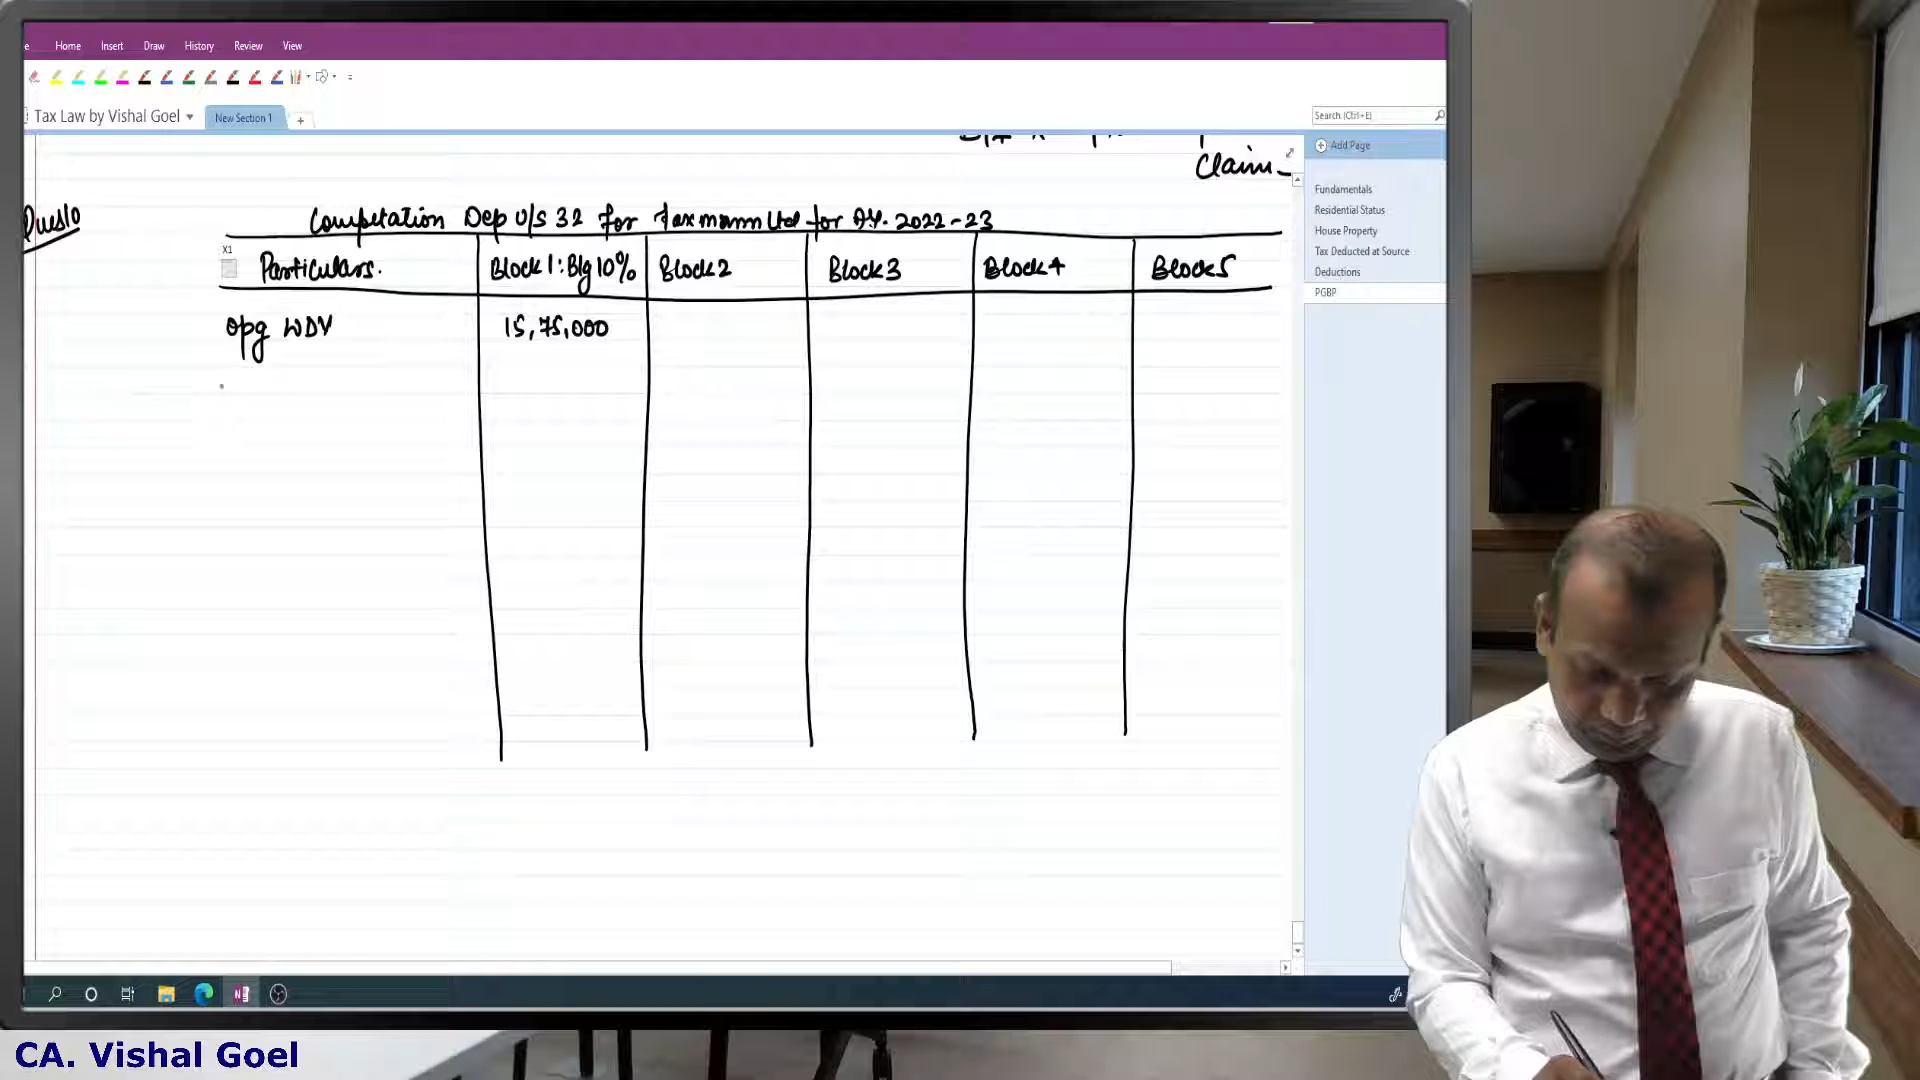 Home Insert Draw History Review View
Tax Law by Vishal Goel New Section 1
Search (Ctrl+E)
Add Page
Fundamentals
Residential Status
House Property
Tax Deducted at Source
Deductions
PGBP
Claim
Ques10
Computation Dep U/S 32 for Taxmann Ltd for A.Y. 2022-23
X1
Particulars. Block 1: Blg 10% Block 2 Block 3 Block 4 Block 5
Opg WDV 15,75,000
CA. Vishal Goel